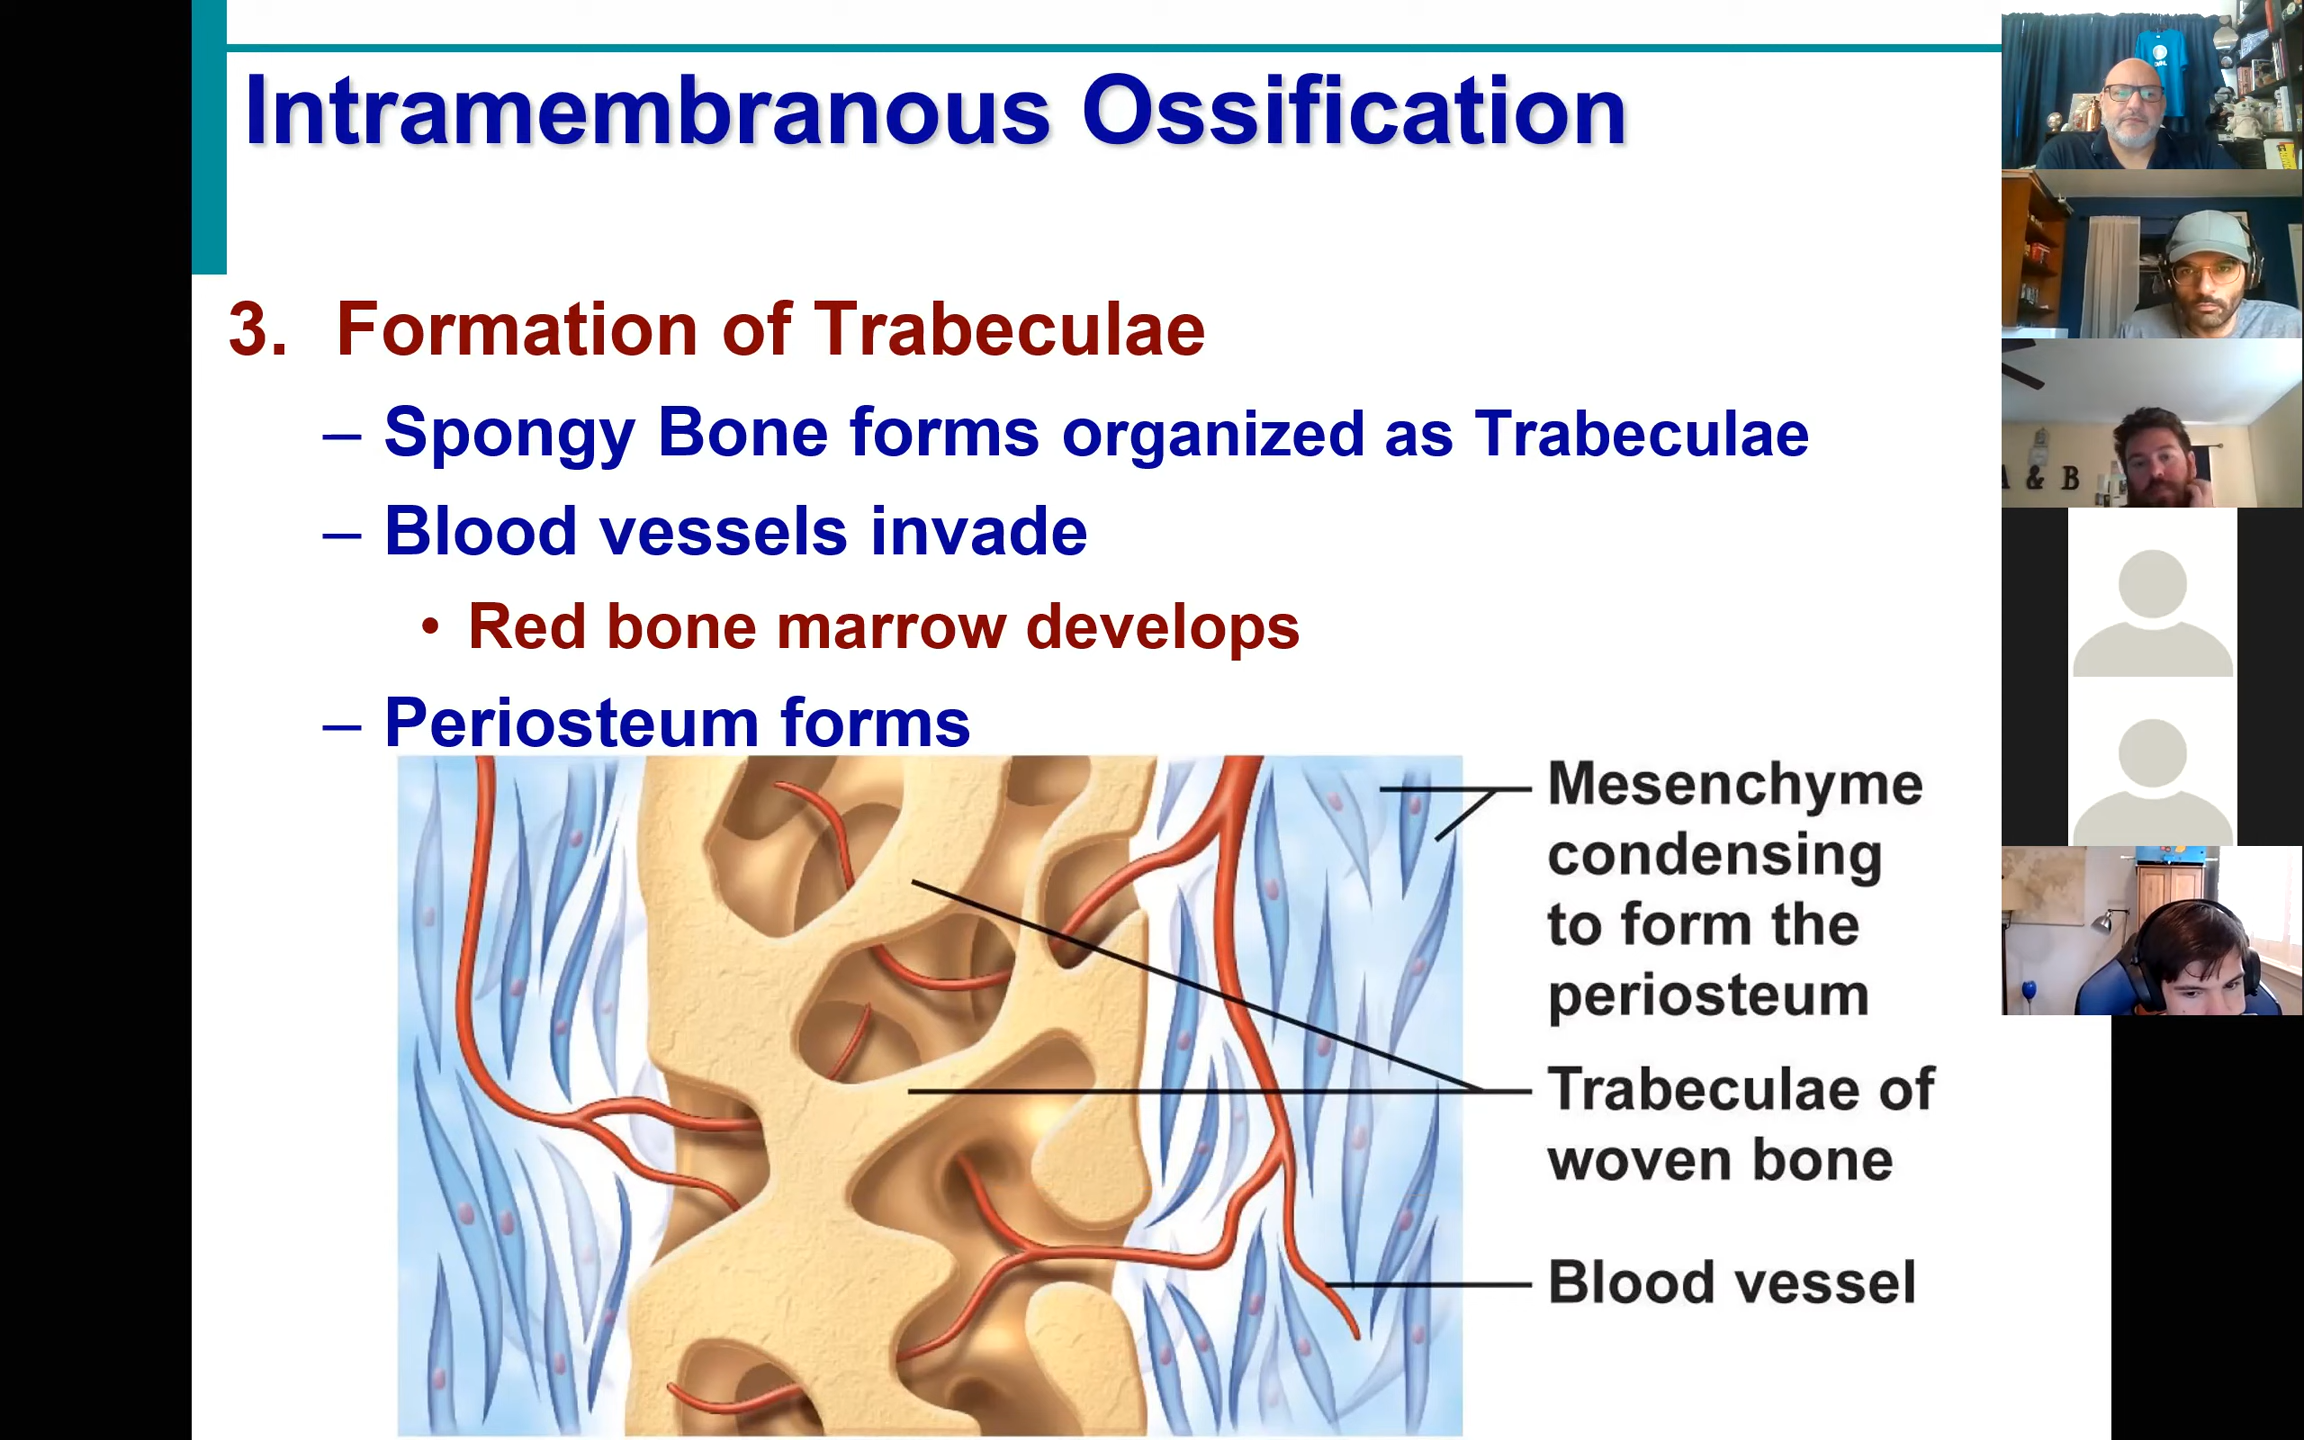 Intramembranous Ossification
3. Formation of Trabeculae
– Spongy Bone forms organized as Trabeculae
– Blood vessels invade
• Red bone marrow develops
– Periosteum forms
Mesenchyme
condensing
to form the
periosteum
Trabeculae of
woven bone
Blood vessel
& B